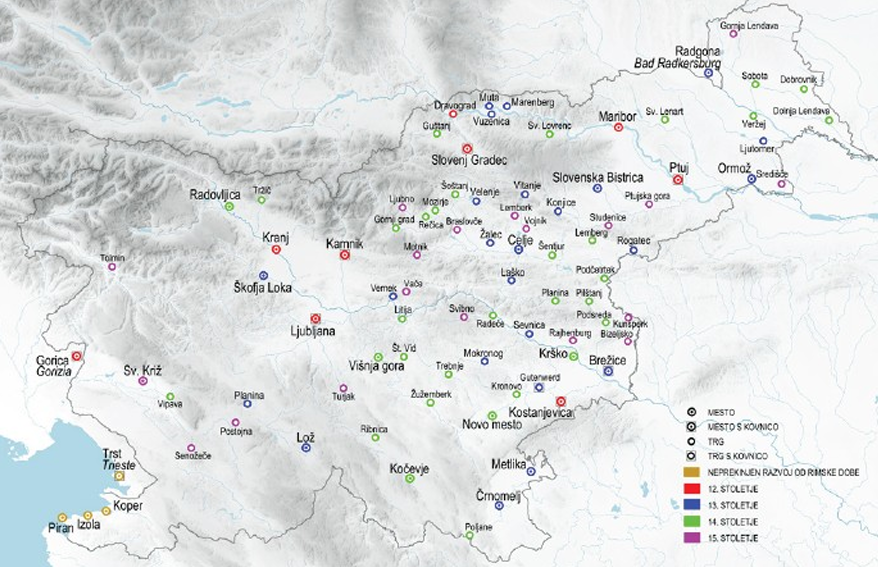 Gornja Lendava
Radgona
Bad Radkersburg
Sobota
Dobrovnik
Muta
Marenberg
Dravograd
Vuzenica
Guštanj
Sv. Lovrenc
Maribor
Sv. Lenart
Veržej
Dolnja Lendava
Ljutomer
Slovenj Gradec
Ptuj
Ormož
Središče
Slovenska Bistrica
Radovljica
Tržič
Ljubno
Šoštanj
Mozirje
Velenje
Vitanje
Ptujska gora
Gornji grad
Rečica
Braslovče
Lemberk
Konjice
Vojnik
Studenice
Kranj
Kamnik
Motnik
Žalec
Celje
Šentjur
Lemberg
Rogatec
Tolmin
Škofja Loka
Vernek
Vače
Laško
Podčetrtek
Planina
Pilštanj
Ljubljana
Litija
Svibno
Radeče
Sevnica
Podsreda
Kunšperk
Rajhenburg
Bizeljsko
Gorica
Gorizia
Sv. Križ
Višnja gora
Št. Vid
Trebnje
Mokronog
Krško
Brežice
Vipava
Planina
Turjak
Žužemberk
Kronovo
Gutenwerd
Kostanjevica
Postojna
Senožeče
Lož
Ribnica
Novo mesto
Trst
Trieste
Kočevje
Metlika
Črnomelj
Koper
Izola
Piran
Poljane
MESTO
MESTO S KOVNICO
TRG
TRG S KOVNICO
NEPREKINJEN RAZVOJ OD RIMSKE DOBE
12. STOLETJE
13. STOLETJE
14. STOLETJE
15. STOLETJE